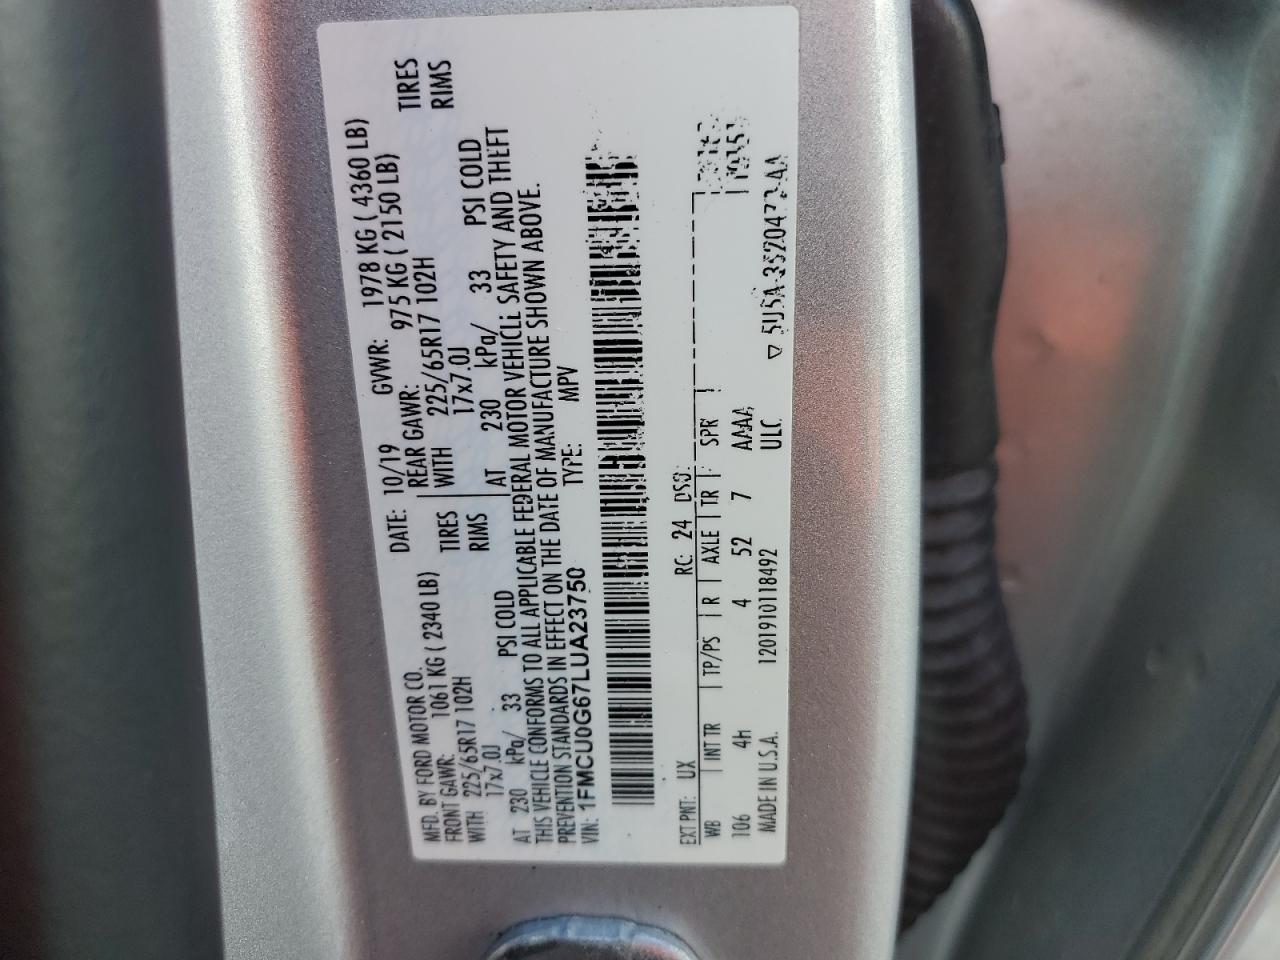 MFD. BY FORD MOTOR CO.
DATE: 10/19 GVWR: 1978 KG ( 4360 LB)
FRONT GAWR: 1061 KG ( 2340 LB) REAR GAWR: 975 KG ( 2150 LB)
WITH 225/65R17 102H TIRES WITH 225/65R17 102H TIRES
17x7.0J RIMS 17x7.0J RIMS
AT 230 kPa/ 33 PSI COLD AT 230 kPa/ 33 PSI COLD
THIS VEHICLE CONFORMS TO ALL APPLICABLE FEDERAL MOTOR VEHICLE SAFETY AND THEFT
PREVENTION STANDARDS IN EFFECT ON THE DATE OF MANUFACTURE SHOWN ABOVE.
VIN: 1FMCU0G67LUA23750 TYPE: MPV
EXT PNT: UX RC: 24 DSO:
WB INT TR TP/PS R AXLE TR SPR
106 4H 4 52 7 AAAA
MADE IN U.S.A. 1201910118492 ULC